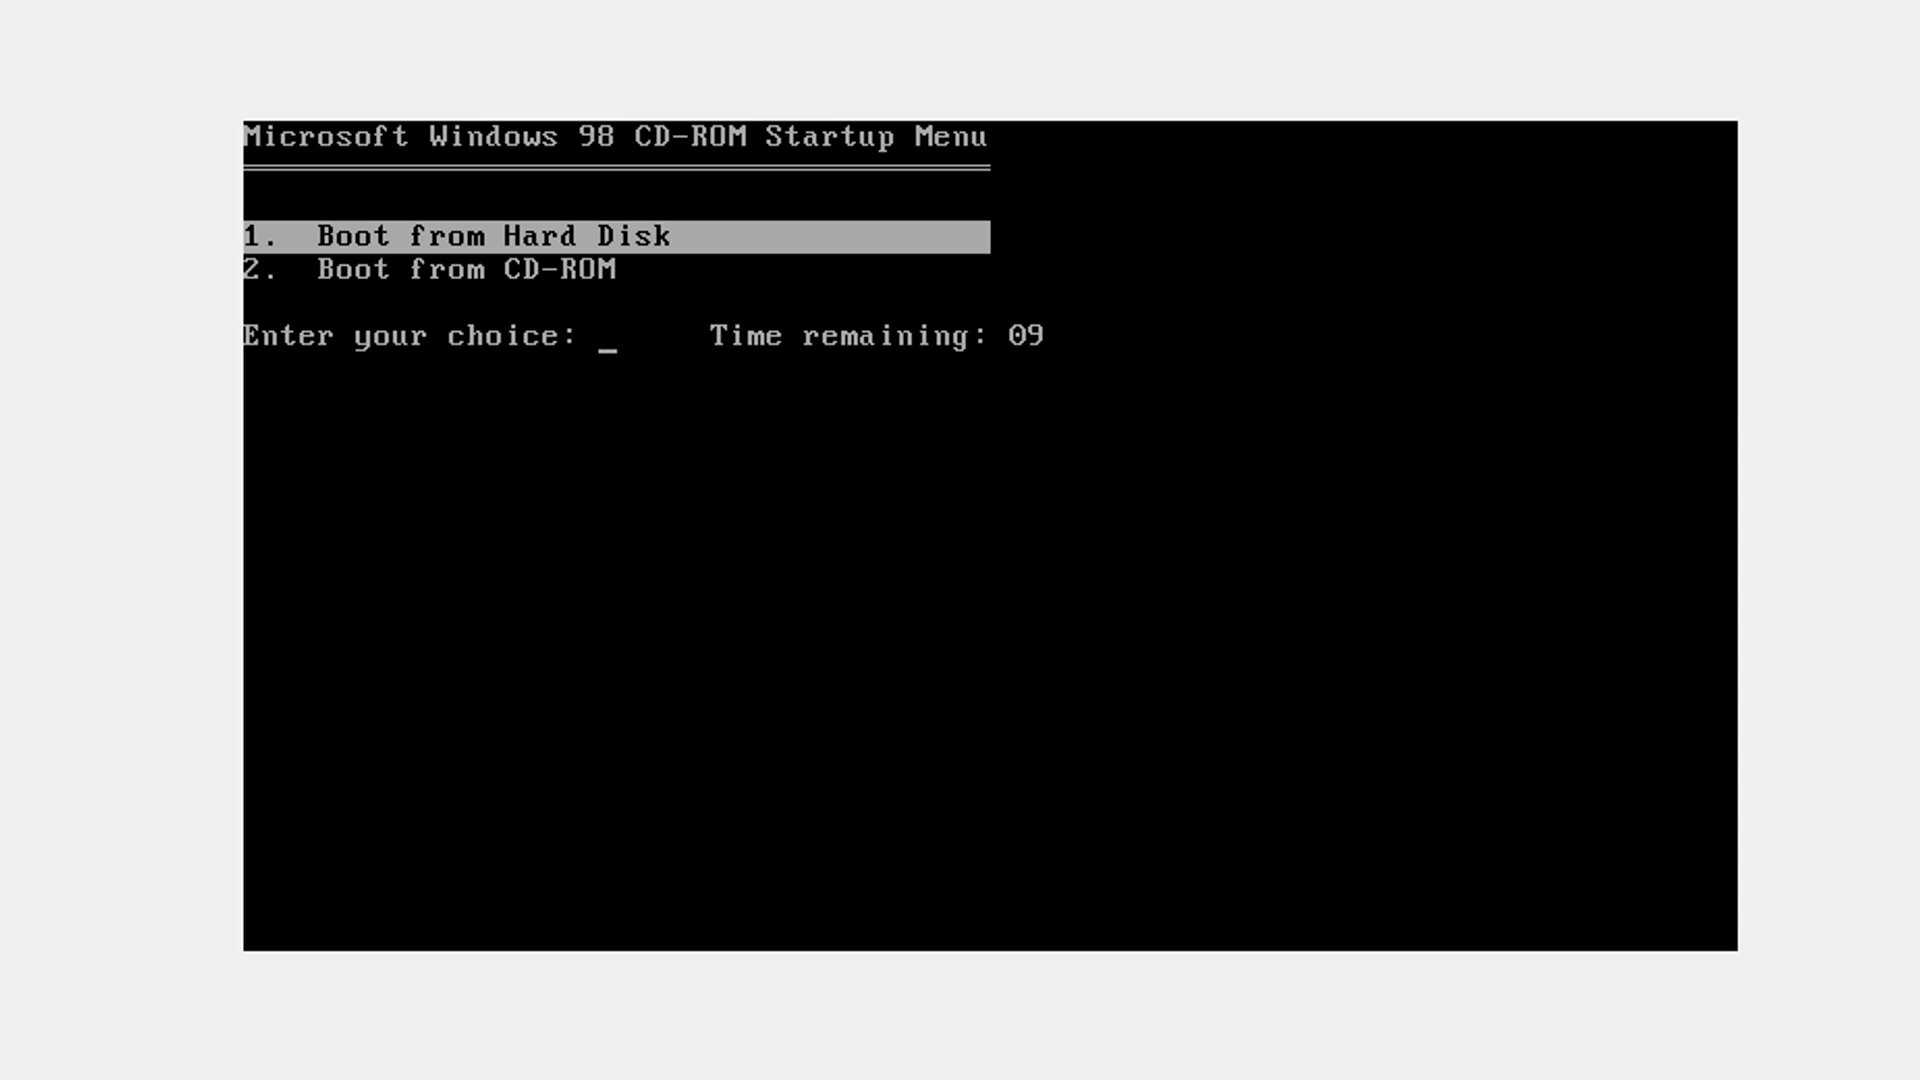 Microsoft Windows 98 CD-ROM Startup Menu
1. Boot from Hard Disk
2. Boot from CD-ROM
Enter your choice: _ Time remaining: 09